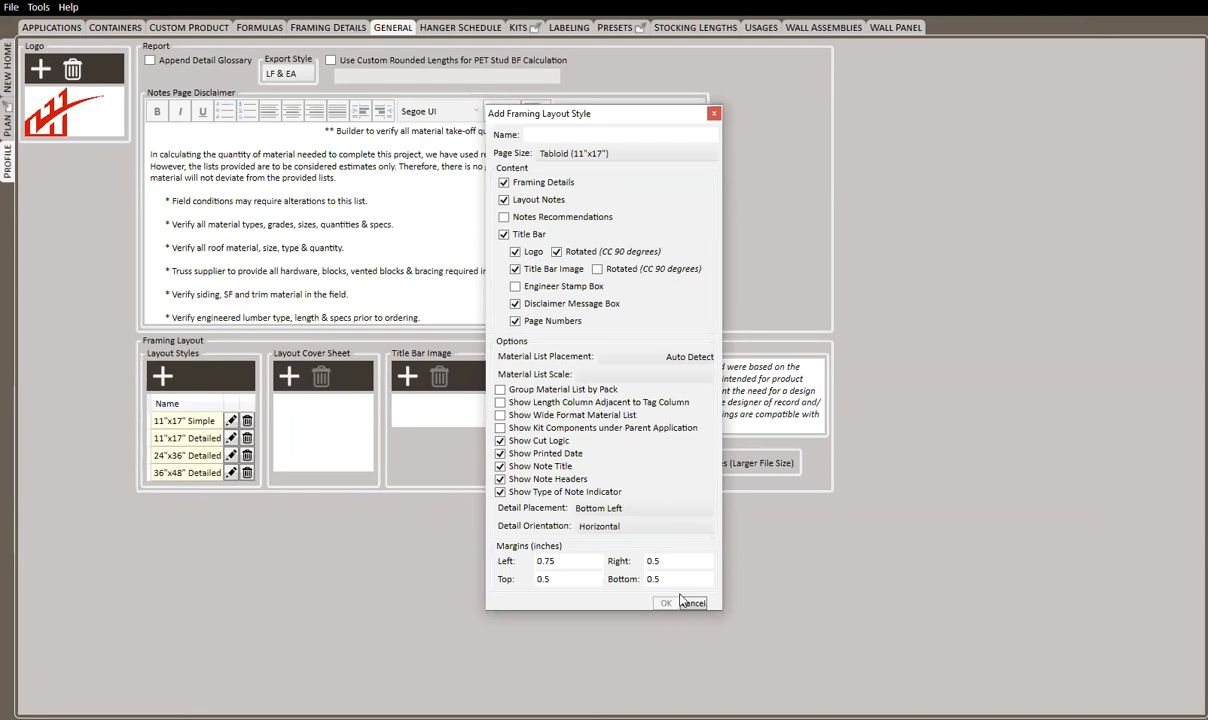 File Tools Help
APPLICATIONS CONTAINERS CUSTOM PRODUCT FORMULAS FRAMING DETAILS GENERAL HANGER SCHEDULE KITS LABELING PRESETS STOCKING LENGTHS USAGES WALL ASSEMBLIES WALL PANEL
NEW HOME
PLAN
PROFILE
Logo
Report
Append Detail Glossary
Export Style
LF & EA
Use Custom Rounded Lengths for PET Stud BF Calculation
Notes Page Disclaimer
B I U Segoe UI
** Builder to verify all material take-off
In calculating the quantity of material needed to complete this project, we have used
However, the lists provided are to be considered estimates only. Therefore, there is no
material will not deviate from the provided lists.
* Field conditions may require alterations to this list.
* Verify all material types, grades, sizes, quantities & specs.
* Verify all roof material, size, type & quantity.
* Truss supplier to provide all hardware, blocks, vented blocks & bracing required
* Verify siding, SF and trim material in the field.
* Verify engineered lumber type, length & specs prior to ordering.
Framing Layout
Layout Styles
Name
11"x17" Simple
11"x17" Detailed
24"x36" Detailed
36"x48" Detailed
Layout Cover Sheet
Title Bar Image
Add Framing Layout Style
x
Name:
Page Size: Tabloid (11"x17")
Content
Framing Details
Layout Notes
Notes Recommendations
Title Bar
Logo Rotated (CC 90 degrees)
Title Bar Image Rotated (CC 90 degrees)
Engineer Stamp Box
Disclaimer Message Box
Page Numbers
Options
Material List Placement: Auto Detect
Material List Scale:
Group Material List by Pack
Show Length Column Adjacent to Tag Column
Show Wide Format Material List
Show Kit Components under Parent Application
Show Cut Logic
Show Printed Date
Show Note Title
Show Note Headers
Show Type of Note Indicator
Detail Placement: Bottom Left
Detail Orientation: Horizontal
Margins (inches)
Left: 0.75 Right: 0.5
Top: 0.5 Bottom: 0.5
OK Cancel
were based on the
intended for product
nt the need for a design
e designer of record and/
ings are compatible with
(Larger File Size)